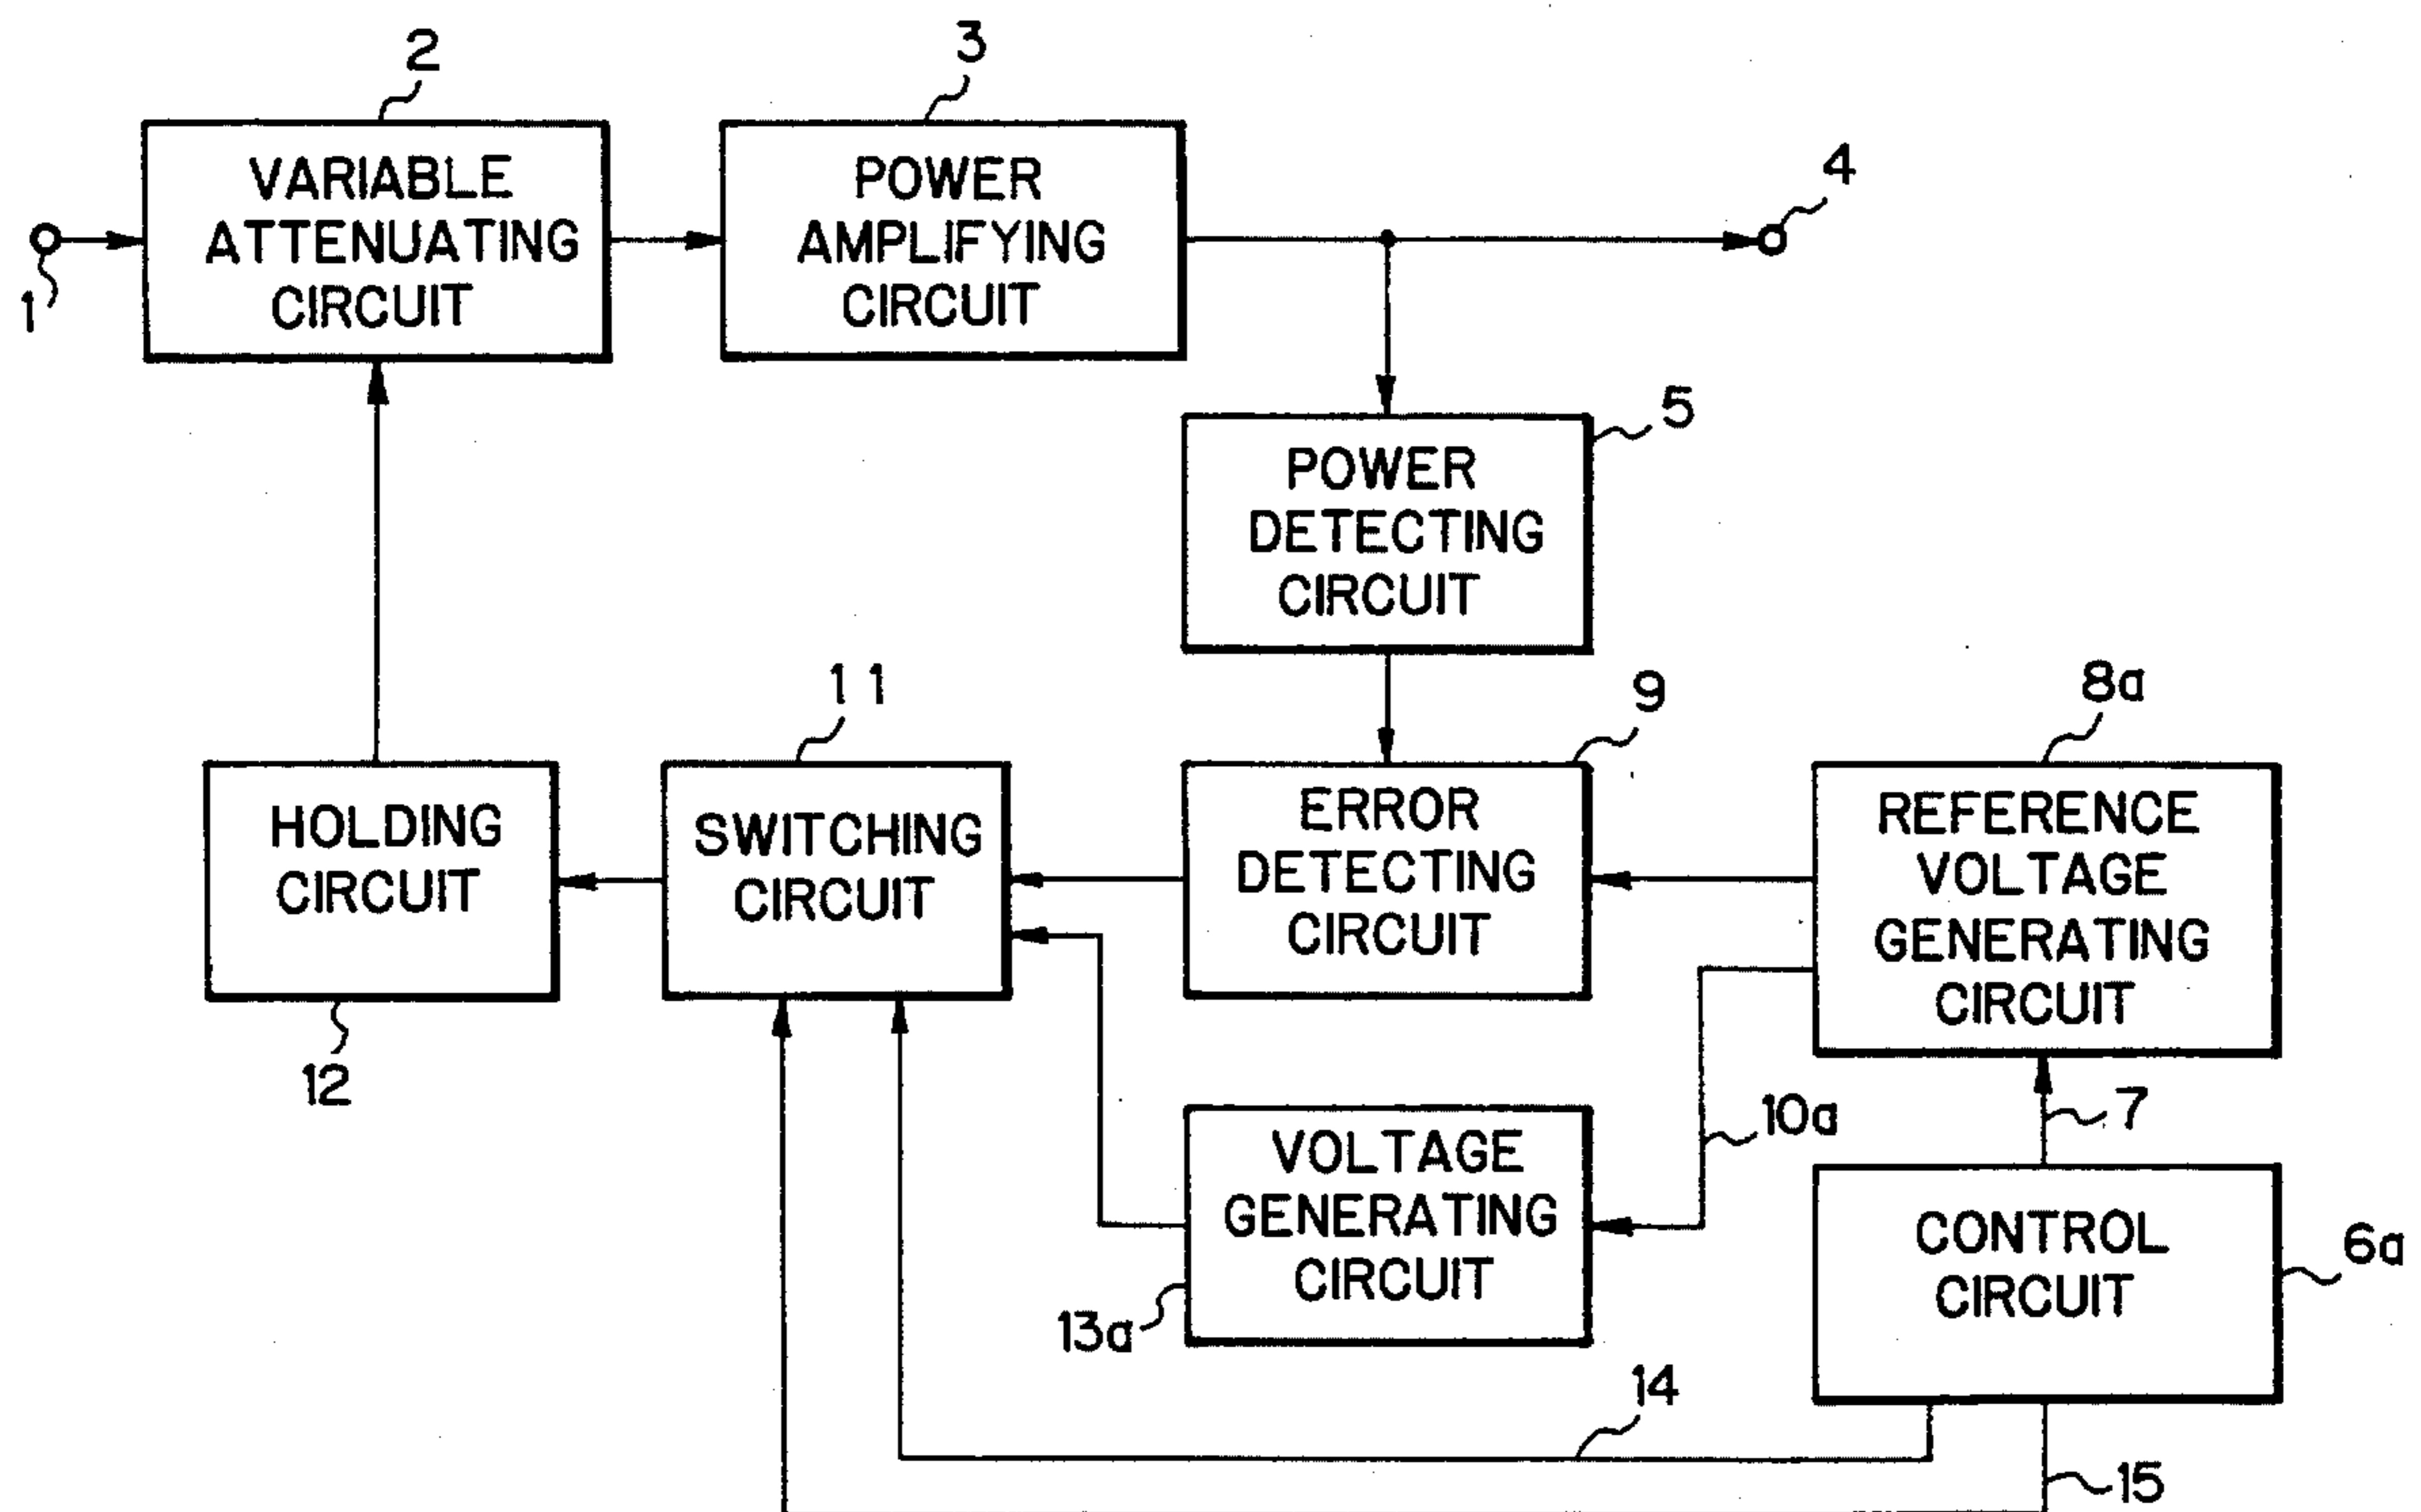 2
3
VARIABLE
ATTENUATING
CIRCUIT
POWER
AMPLIFYING
CIRCUIT
4
1
5
POWER
DETECTING
CIRCUIT
11
9
8a
HOLDING
CIRCUIT
SWITCHING
CIRCUIT
ERROR
DETECTING
CIRCUIT
REFERENCE
VOLTAGE
GENERATING
CIRCUIT
12
10a
7
VOLTAGE
GENERATING
CIRCUIT
CONTROL
CIRCUIT
6a
13a
14
15